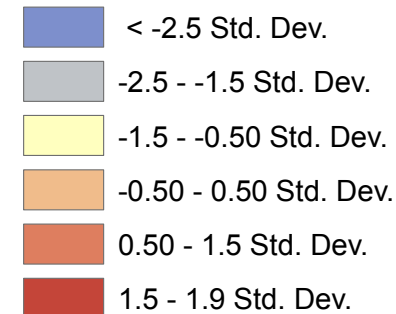 < -2.5 Std. Dev.
-2.5 - -1.5 Std. Dev.
-1.5 - -0.50 Std. Dev.
-0.50 - 0.50 Std. Dev.
0.50 - 1.5 Std. Dev.
1.5 - 1.9 Std. Dev.